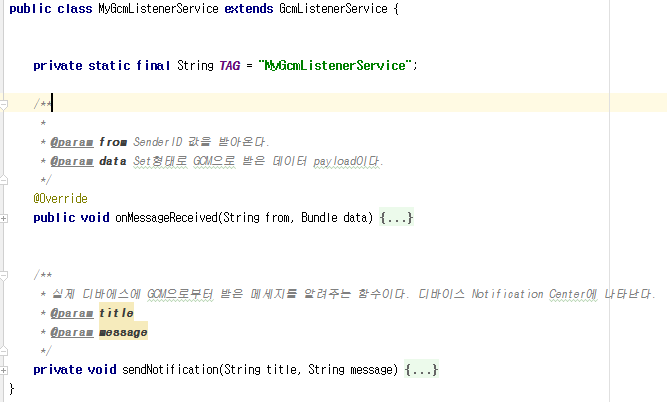 public class MyGcmListenerService extends GcmListenerService {
private static final String TAG = "MyGcmListenerService";
/**
*
* @param from SenderID 값을 받아온다.
* @param data Set형태로 GCM으로 받은 데이터 payload이다.
*/
@Override
public void onMessageReceived(String from, Bundle data) {...}
/**
* 실제 디바에스에 GCM으로부터 받은 메세지를 알려주는 함수이다. 디바이스 Notification Center에 나타난다.
* @param title
* @param message
*/
private void sendNotification(String title, String message) {...}
}